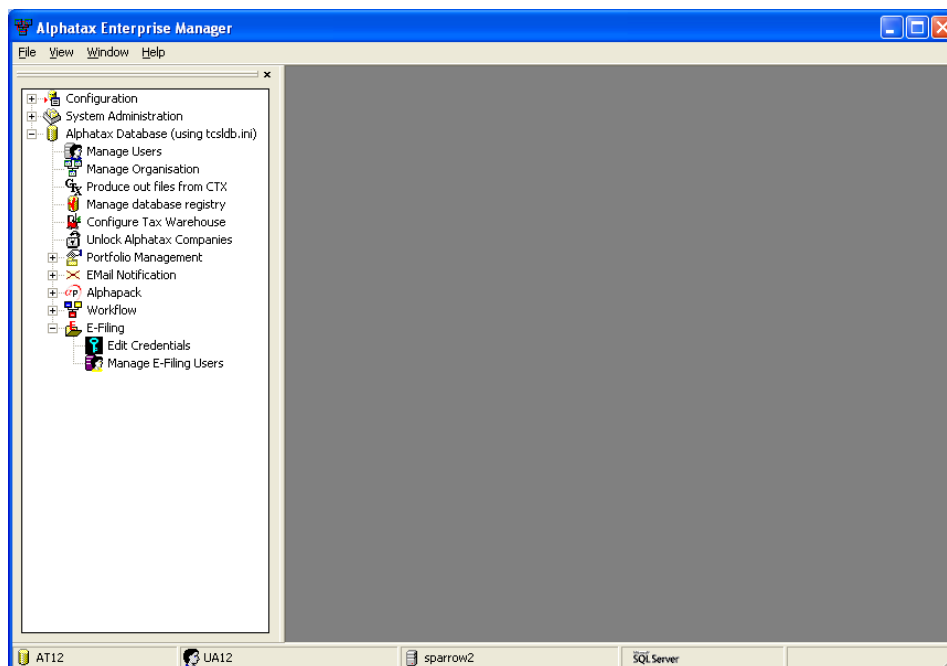 Alphatax Enterprise Manager
File View Window Help
Configuration
System Administration
Alphatax Database (using tcsldb.ini)
Manage Users
Manage Organisation
Produce out files from CTX
Manage database registry
Configure Tax Warehouse
Unlock Alphatax Companies
Portfolio Management
EMail Notification
Alphapack
Workflow
E-Filing
Edit Credentials
Manage E-Filing Users
AT12 UA12 sparrow2 SQL Server